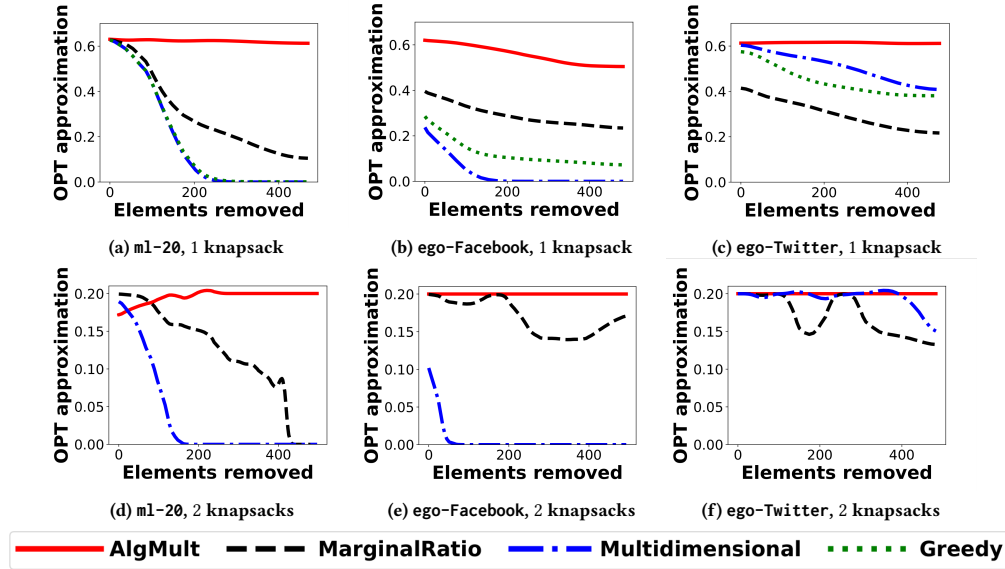 OPT approximation
0.6
0.4
0.2
0.0
0 200 400
Elements removed
(a) ml-20, 1 knapsack
OPT approximation
0.6
0.4
0.2
0.0
0 200 400
Elements removed
(b) ego-Facebook, 1 knapsack
OPT approximation
0.6
0.4
0.2
0.0
0 200 400
Elements removed
(c) ego-Twitter, 1 knapsack
OPT approximation
0.20
0.15
0.10
0.05
0.00
0 200 400
Elements removed
(d) ml-20, 2 knapsacks
OPT approximation
0.20
0.15
0.10
0.05
0.00
0 200 400
Elements removed
(e) ego-Facebook, 2 knapsacks
OPT approximation
0.20
0.15
0.10
0.05
0.00
0 200 400
Elements removed
(f) ego-Twitter, 2 knapsacks
AlgMult MarginalRatio Multidimensional Greedy